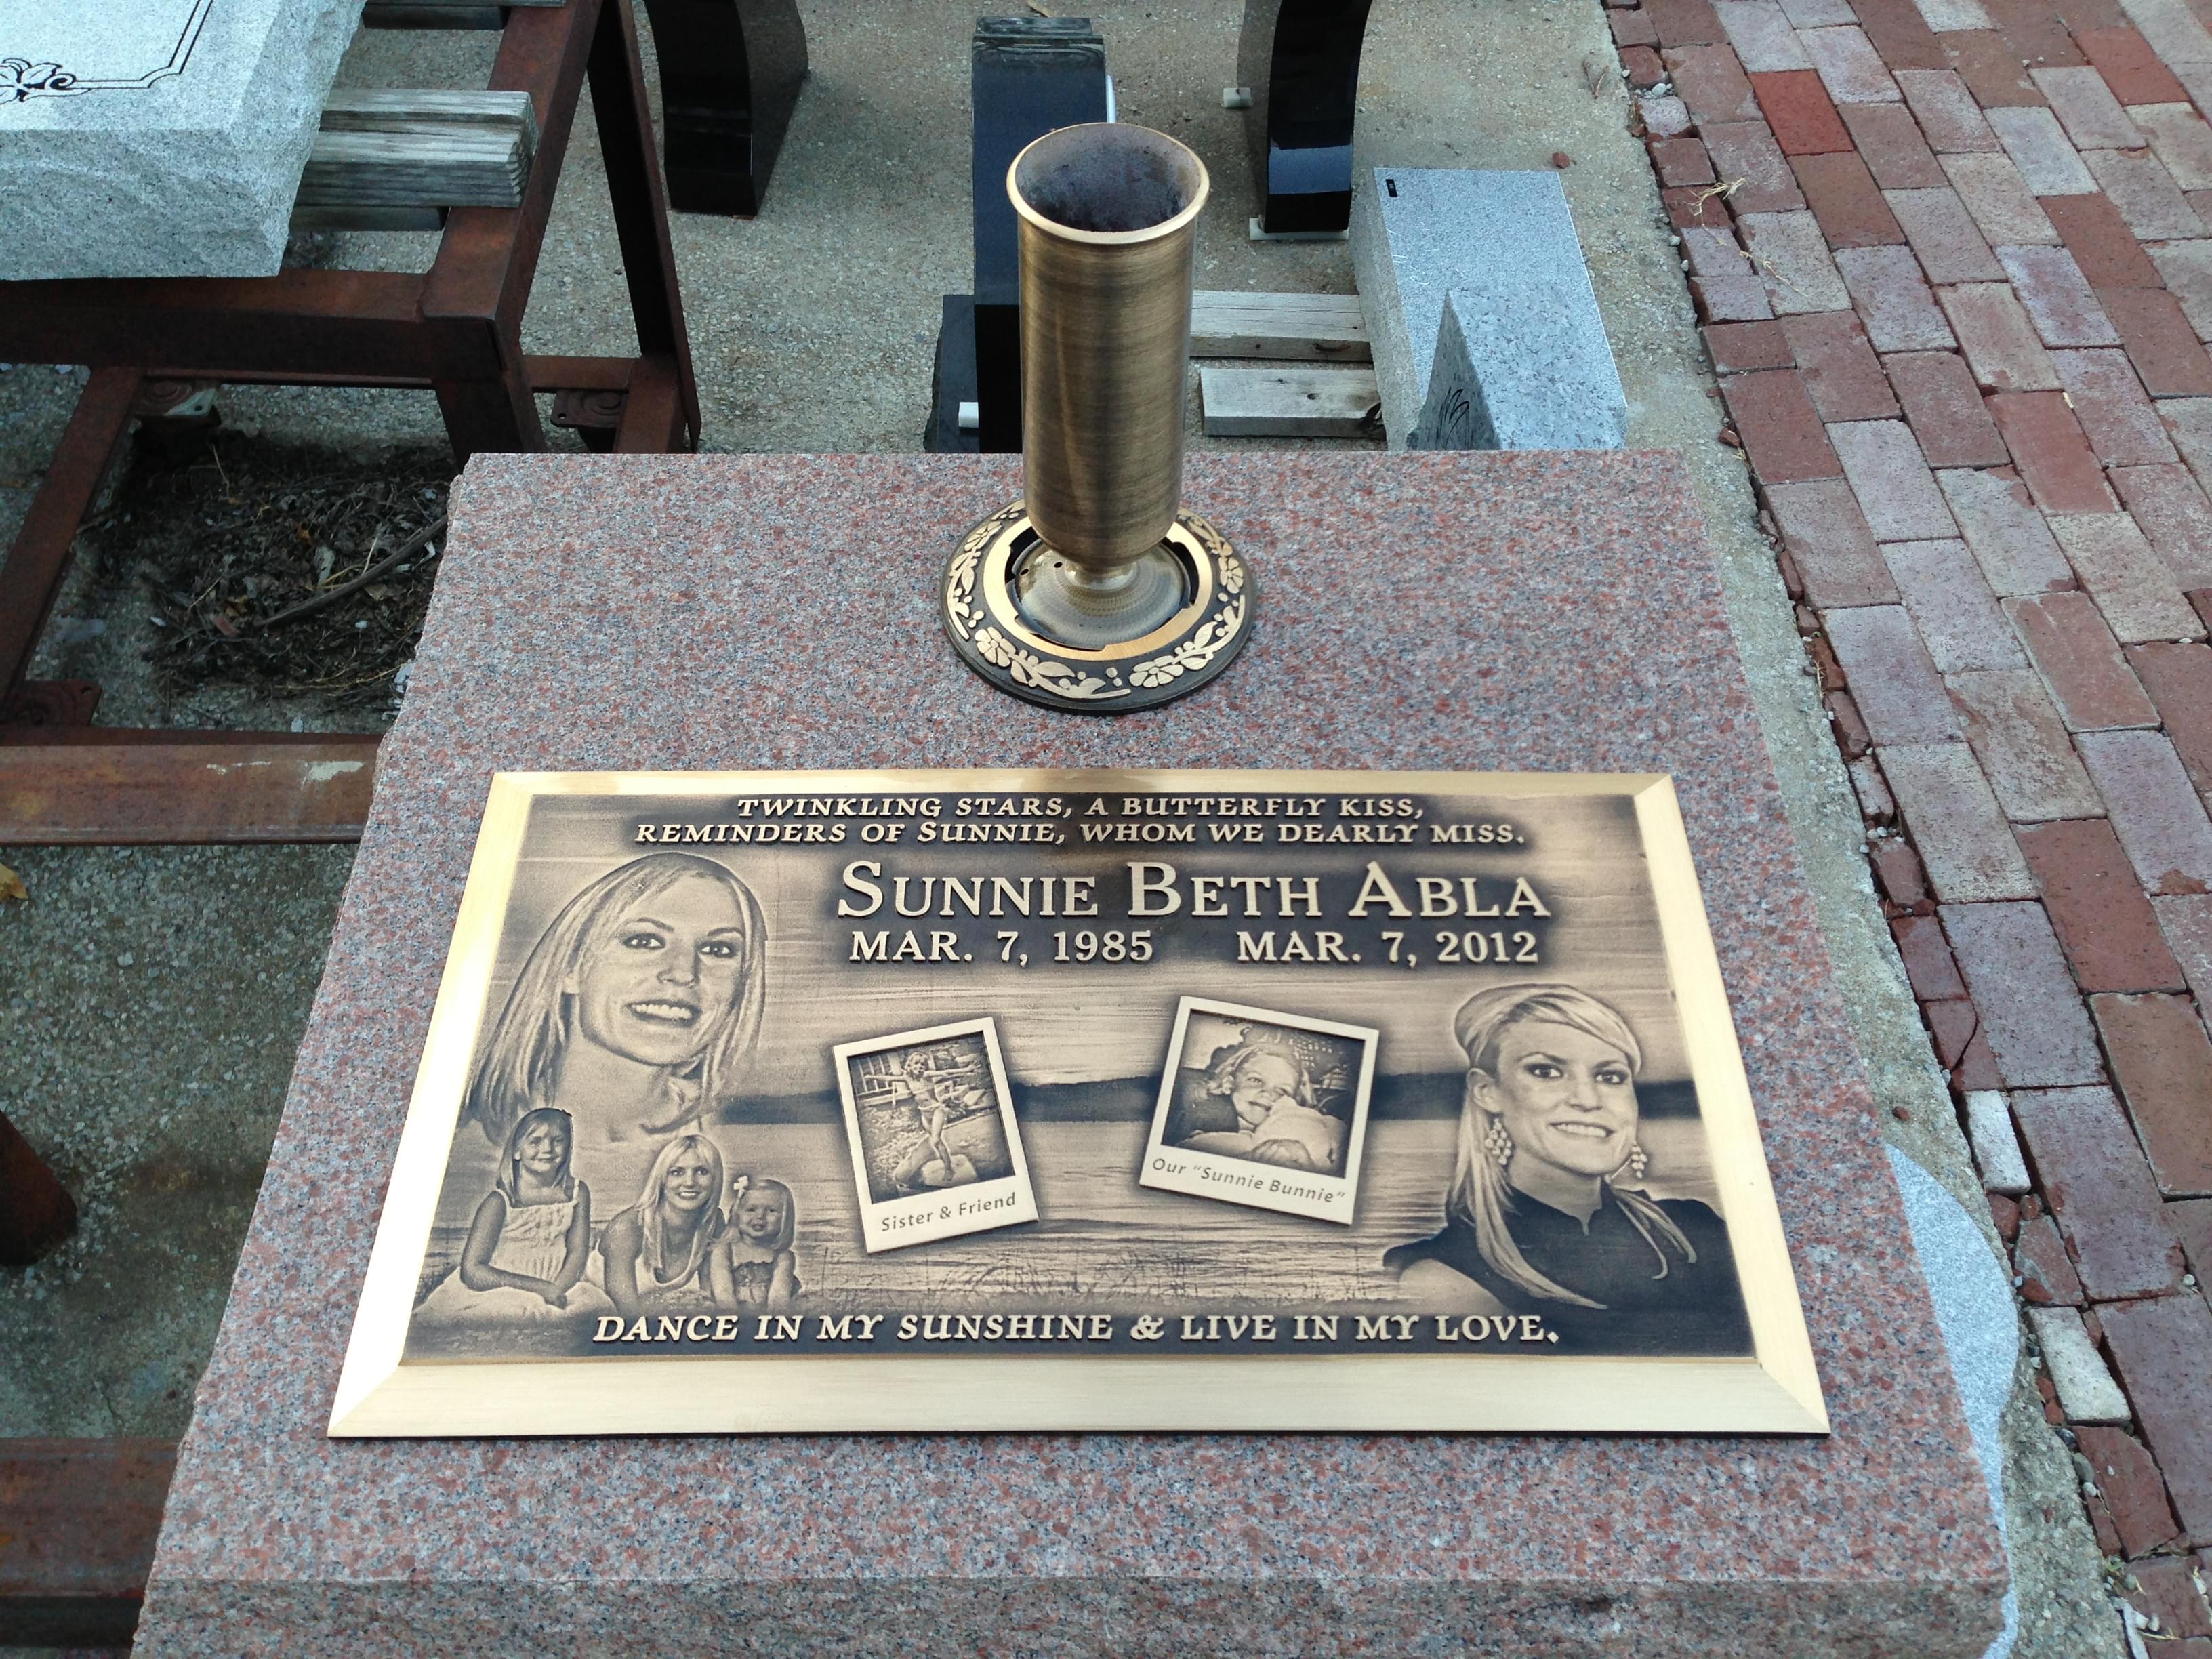 TWINKLING STARS, A BUTTERFLY KISS,
REMINDERS OF SUNNIE, WHOM WE DEARLY MISS.
SUNNIE BETH ABLA
MAR. 7, 1985 MAR. 7, 2012
Sister & Friend
Our "Sunnie Bunnie"
DANCE IN MY SUNSHINE & LIVE IN MY LOVE.